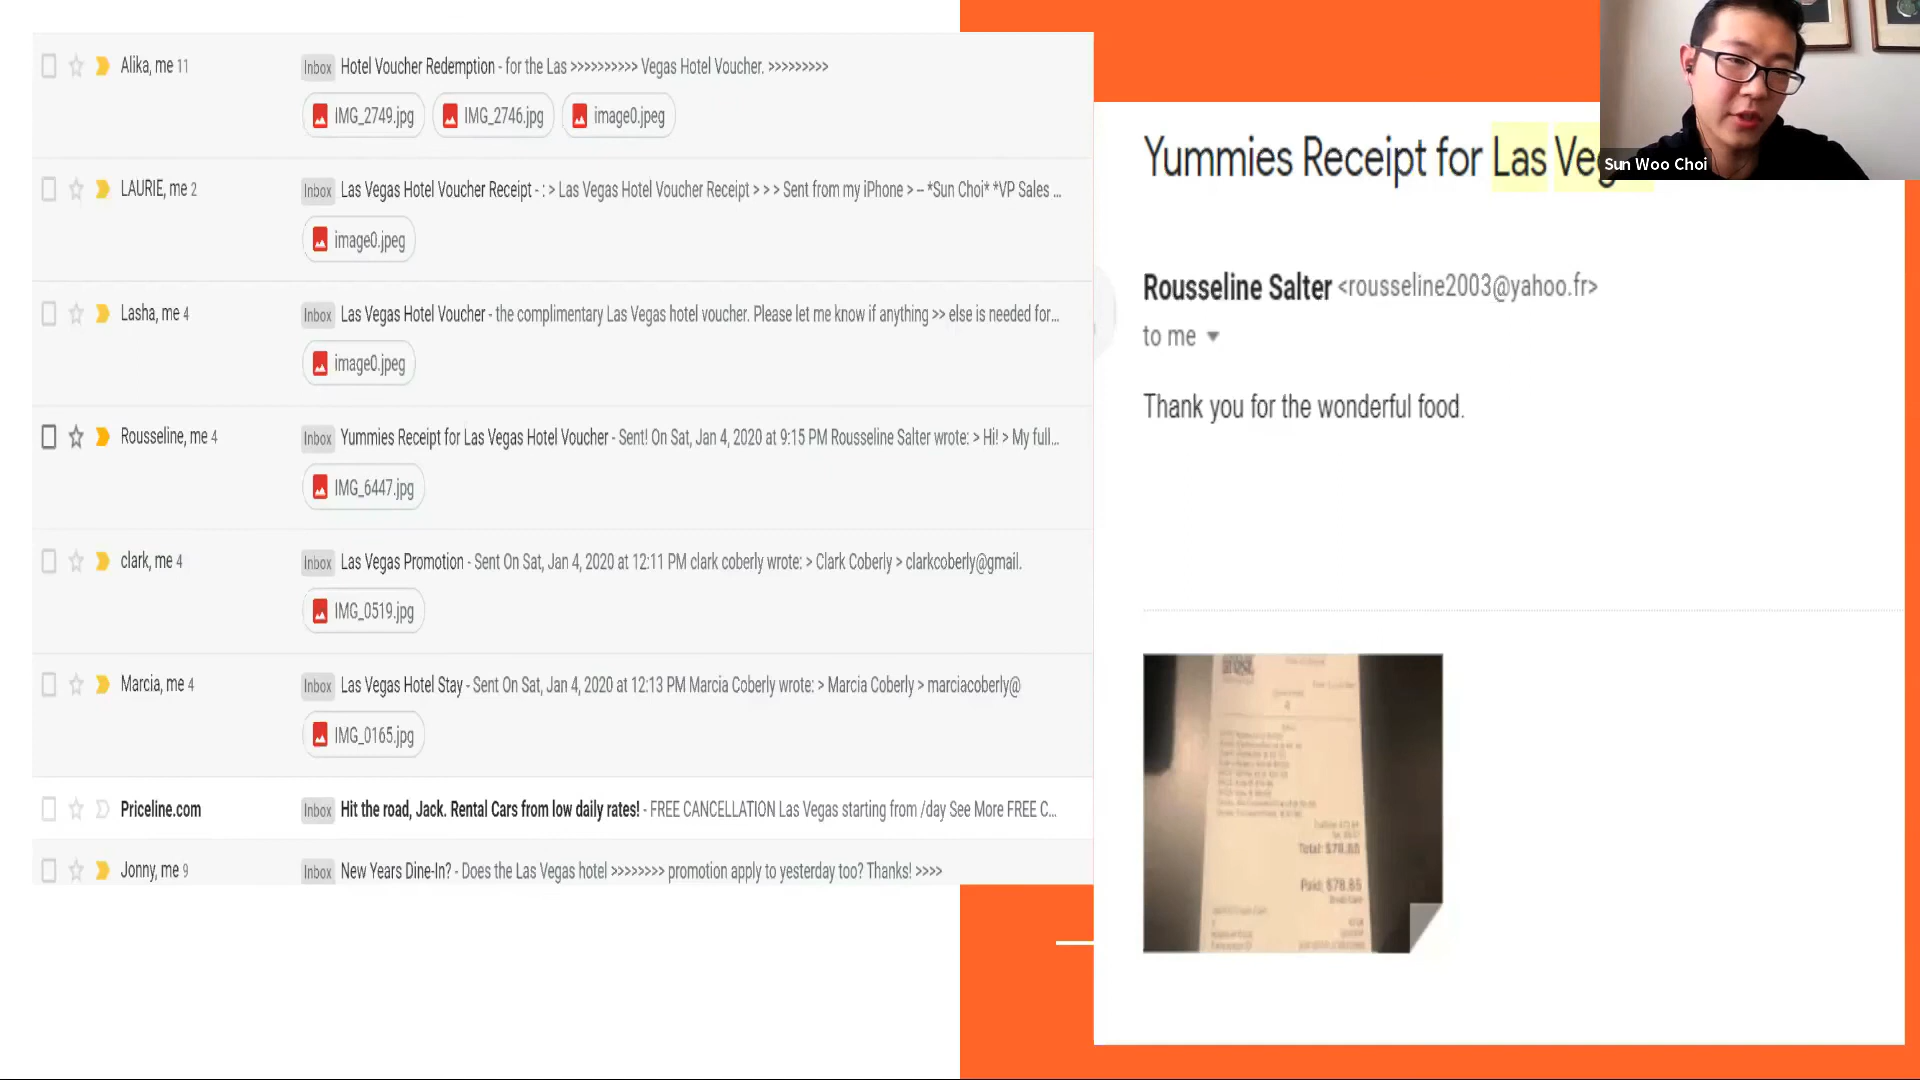 Alika, me 11
Inbox Hotel Voucher Redemption - for the Las >>>>>>>>>> Vegas Hotel Voucher. >>>>>>>>>
IMG_2749.jpg IMG_2746.jpg image0.jpeg
LAURIE, me 2
Inbox Las Vegas Hotel Voucher Receipt - : > Las Vegas Hotel Voucher Receipt > > > Sent from my iPhone > – *Sun Choi* *VP Sales ...
image0.jpeg
Lasha, me 4
Inbox Las Vegas Hotel Voucher - the complimentary Las Vegas hotel voucher. Please let me know if anything >> else is needed for...
image0.jpeg
Rousseline, me 4
Inbox Yummies Receipt for Las Vegas Hotel Voucher - Sent! On Sat, Jan 4, 2020 at 9:15 PM Rousseline Salter wrote: > Hi! > My full...
IMG_6447.jpg
clark, me 4
Inbox Las Vegas Promotion - Sent On Sat, Jan 4, 2020 at 12:11 PM clark coberly wrote: > Clark Coberly > clarkcoberly@gmail.
IMG_0519.jpg
Marcia, me 4
Inbox Las Vegas Hotel Stay - Sent On Sat, Jan 4, 2020 at 12:13 PM Marcia Coberly wrote: > Marcia Coberly > marciacoberly@
IMG_0165.jpg
Priceline.com
Inbox Hit the road, Jack. Rental Cars from low daily rates! - FREE CANCELLATION Las Vegas starting from /day See More FREE C...
Jonny, me 9
Inbox New Years Dine-In? - Does the Las Vegas hotel >>>>>>>> promotion apply to yesterday too? Thanks! >>>>
Yummies Receipt for Las Veg
Rousseline Salter <rousseline2003@yahoo.fr>
to me
Thank you for the wonderful food.
Total: $78.85
Paid: $78.85
Sun Woo Choi